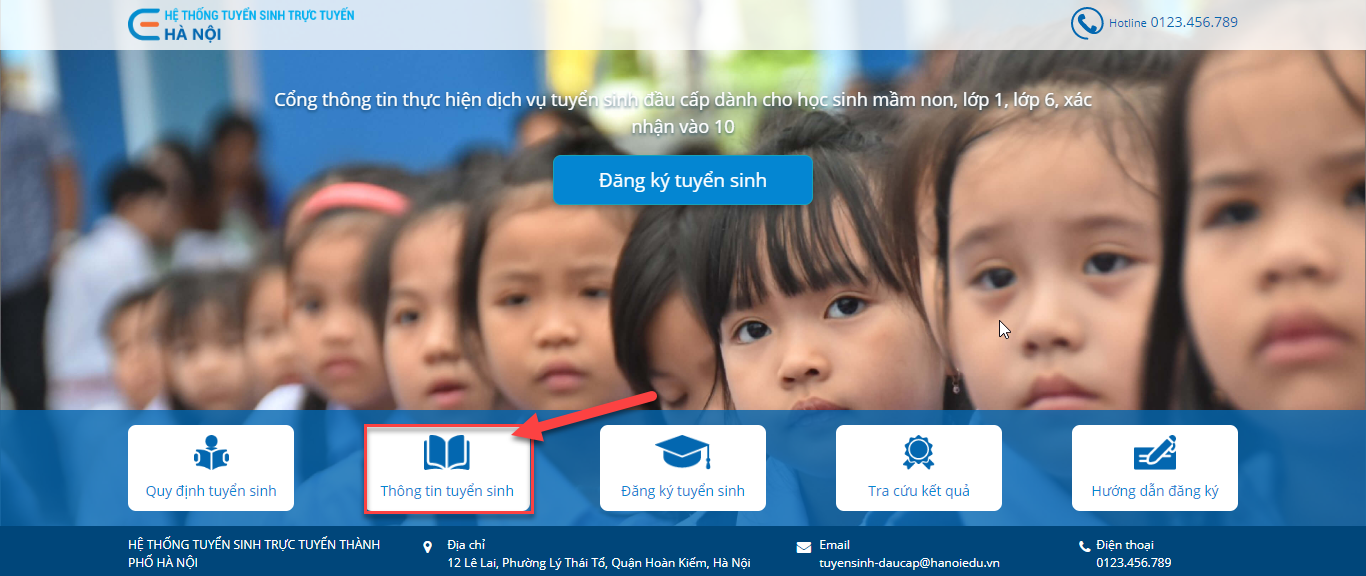 HỆ THỐNG TUYỂN SINH TRỰC TUYẾN
HÀ NỘI
Hotline 0123.456.789
Cổng thông tin thực hiện dịch vụ tuyển sinh đầu cấp dành cho học sinh mầm non, lớp 1, lớp 6, xác
nhận vào 10
Đăng ký tuyển sinh
Quy định tuyển sinh
Thông tin tuyển sinh
Đăng ký tuyển sinh
Tra cứu kết quả
Hướng dẫn đăng ký
HỆ THỐNG TUYỂN SINH TRỰC TUYẾN THÀNH
PHỐ HÀ NỘI
Địa chỉ
12 Lê Lai, Phường Lý Thái Tổ, Quận Hoàn Kiếm, Hà Nội
Email
tuyensinh-daucap@hanoiedu.vn
Điện thoại
0123.456.789